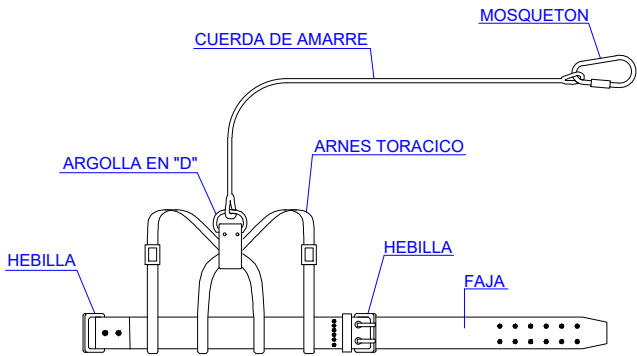 MOSQUETON
CUERDA DE AMARRE
ARNES TORACICO
ARGOLLA EN "D"
HEBILLA
HEBILLA
FAJA